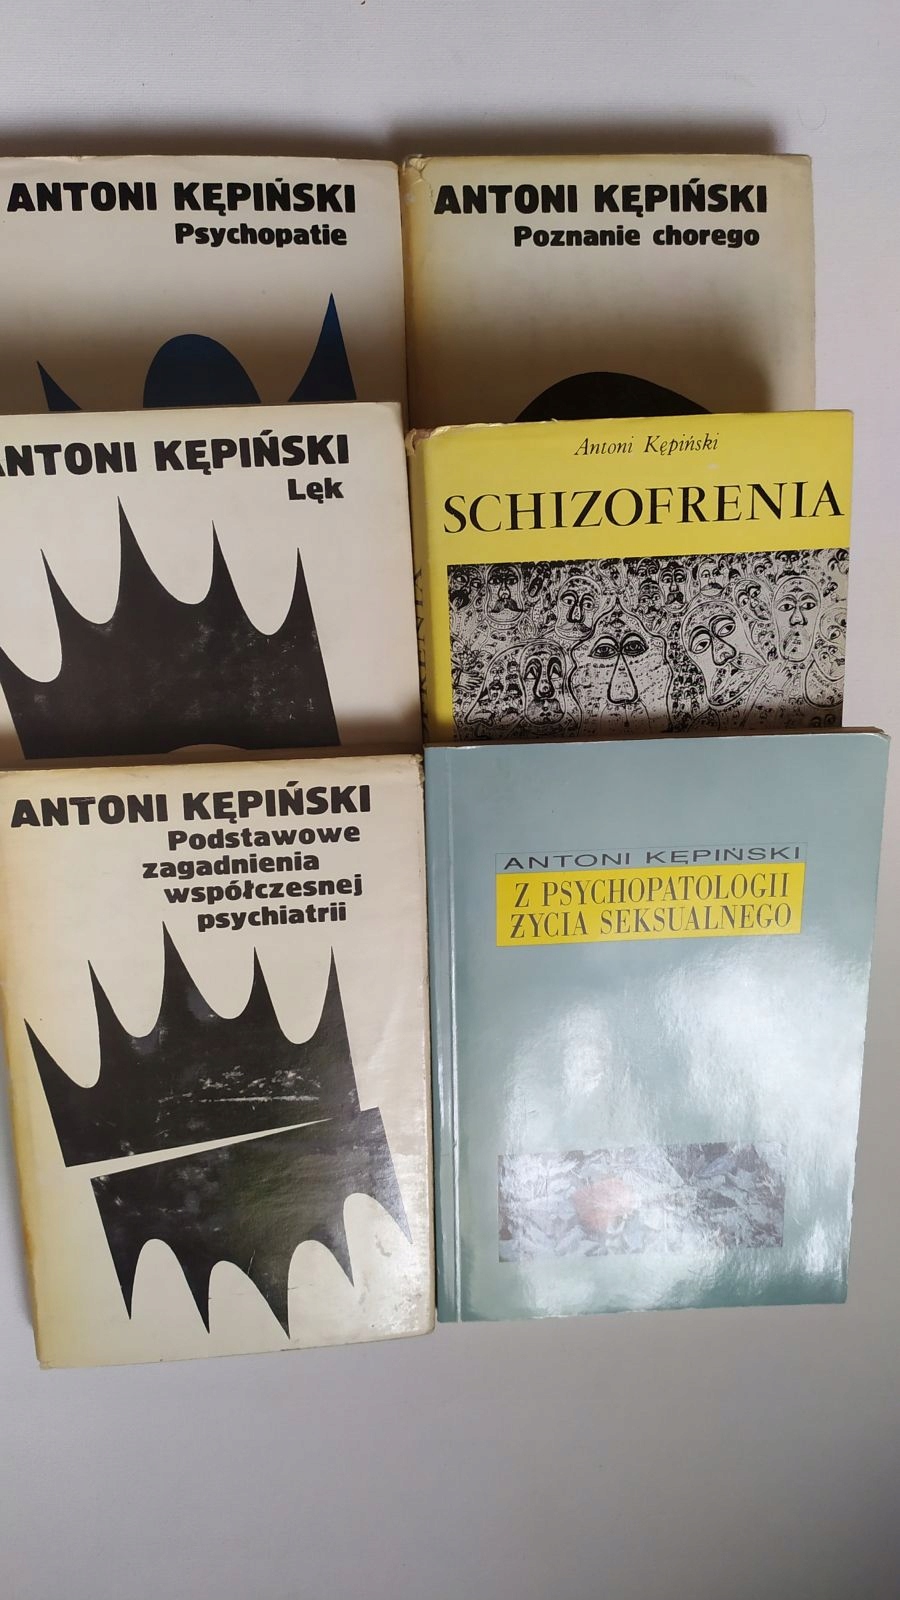 ANTONI KĘPIŃSKI
Psychopatie
ANTONI KĘPIŃSKI
Poznanie chorego
ANTONI KĘPIŃSKI
Lęk
Antoni Kępiński
SCHIZOFRENIA
ANTONI KĘPIŃSKI
Podstawowe
zagadnienia
współczesnej
psychiatrii
ANTONI KĘPIŃSKI
Z PSYCHOPATOLOGII
ŻYCIA SEKSUALNEGO